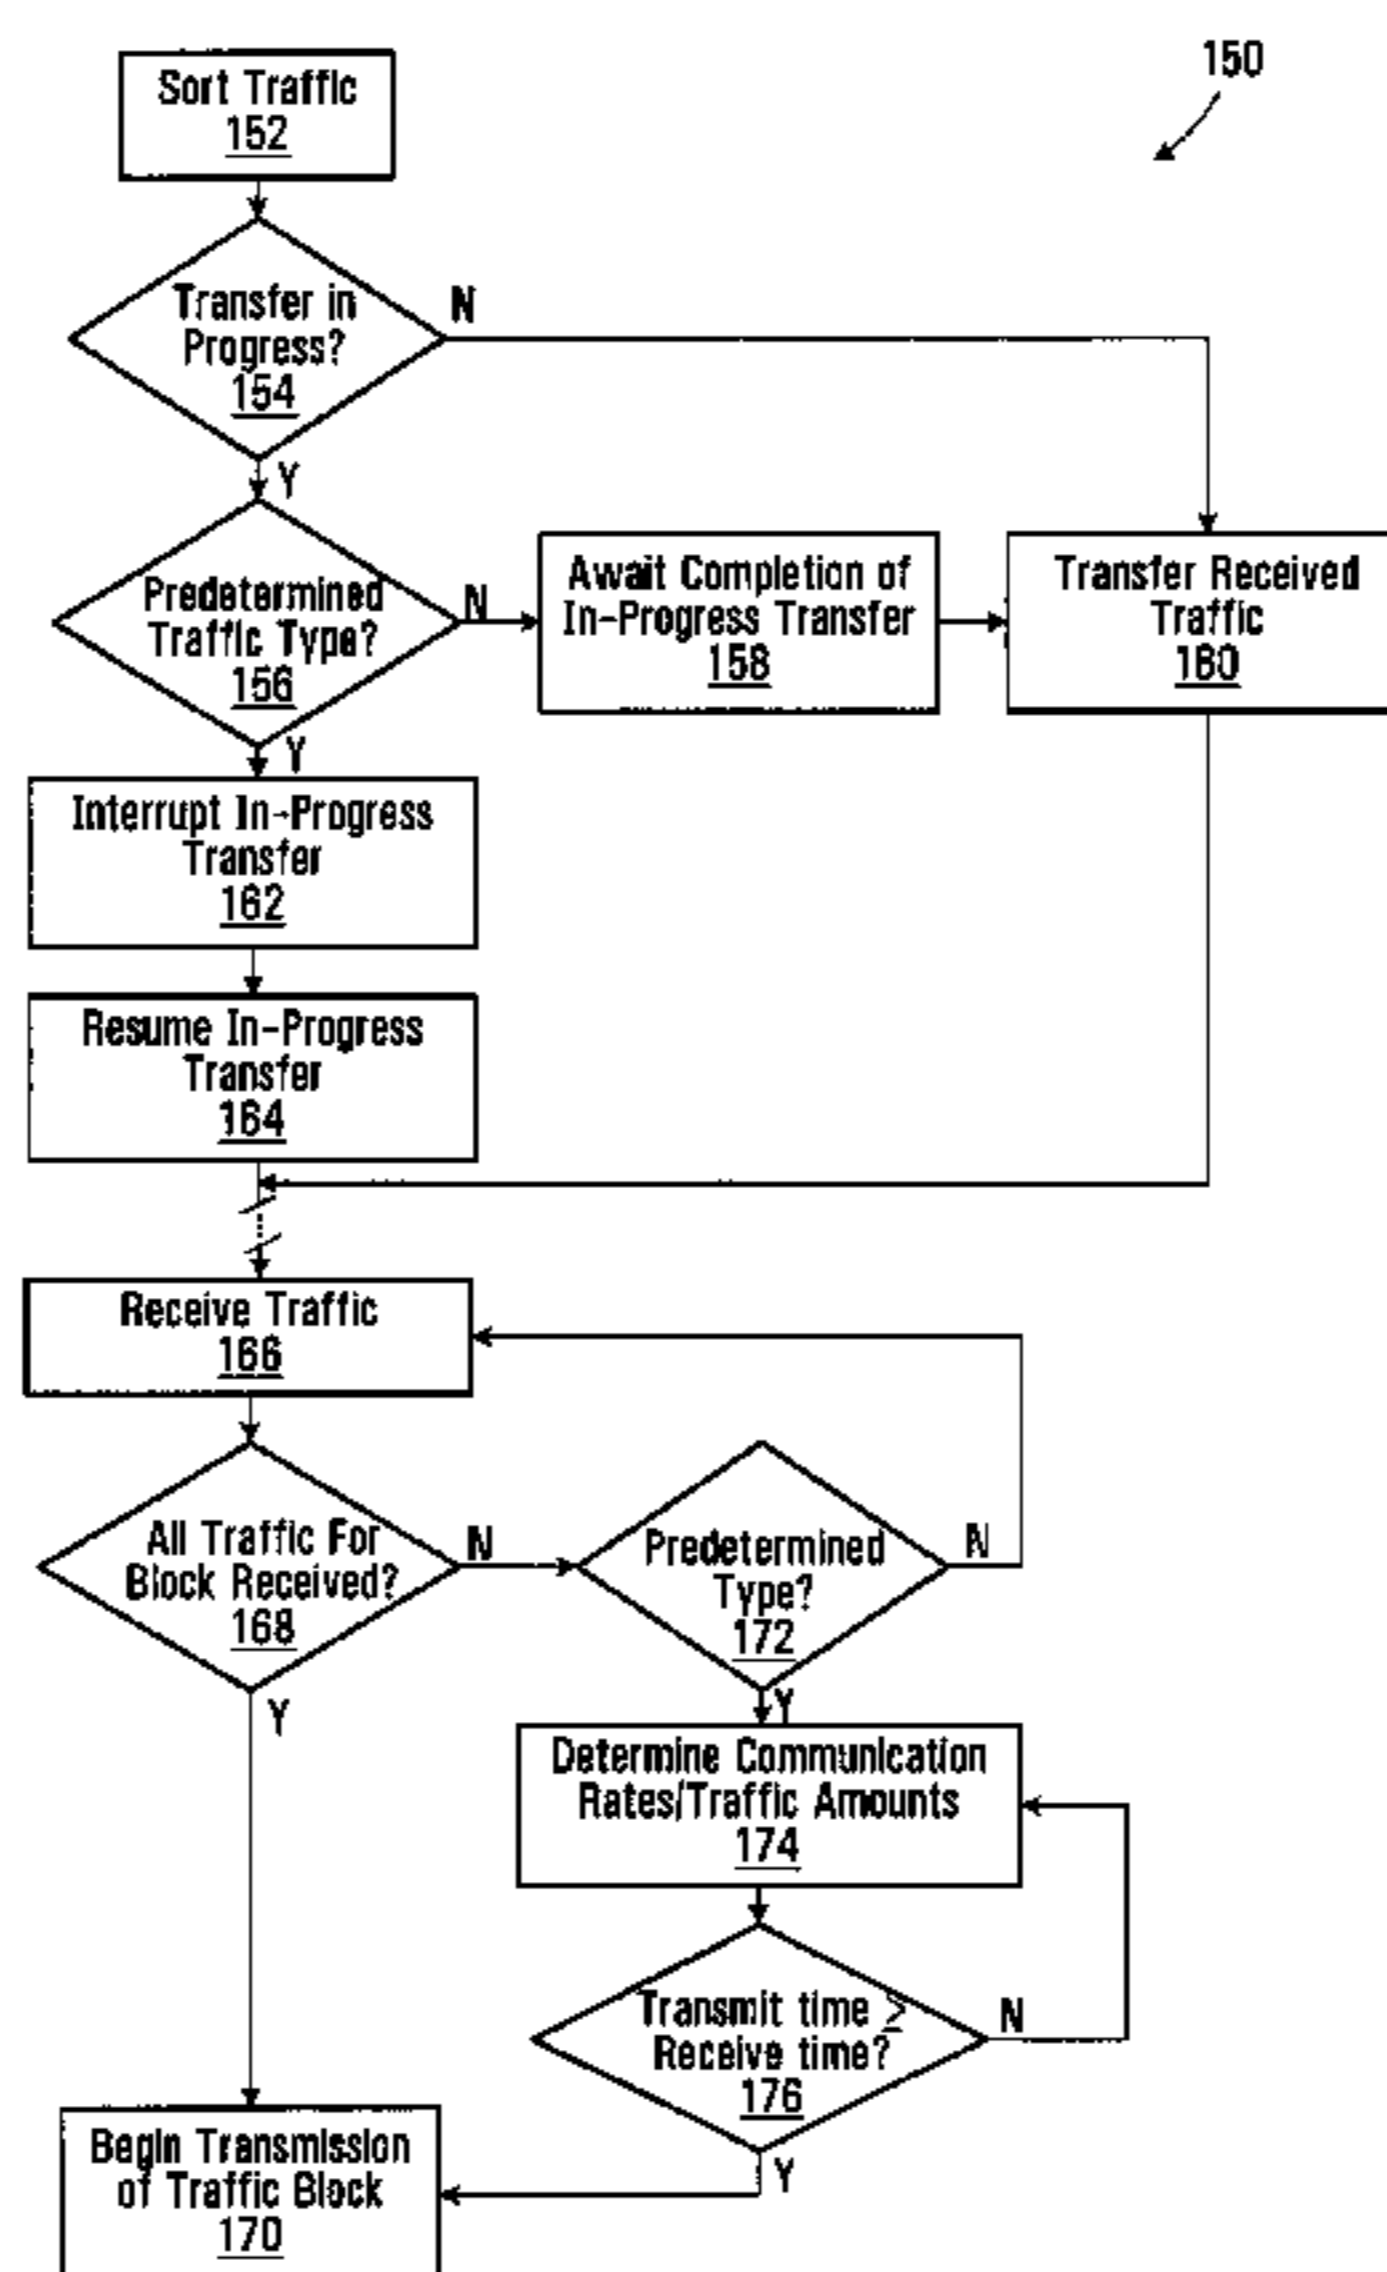 150
Sort Traffic
152
Transfer in
Progress?
154
N
Y
Predetermined
Traffic Type?
156
N
Await Completion of
In-Progress Transfer
158
Transfer Received
Traffic
160
Y
Interrupt In-Progress
Transfer
162
Resume In-Progress
Transfer
164
Receive Traffic
166
All Traffic For
Block Received?
168
N
Predetermined
Type?
172
N
Y
Y
Determine Communication
Rates/Traffic Amounts
174
Transmit time ≥
Receive time?
176
N
Y
Begin Transmission
of Traffic Block
170